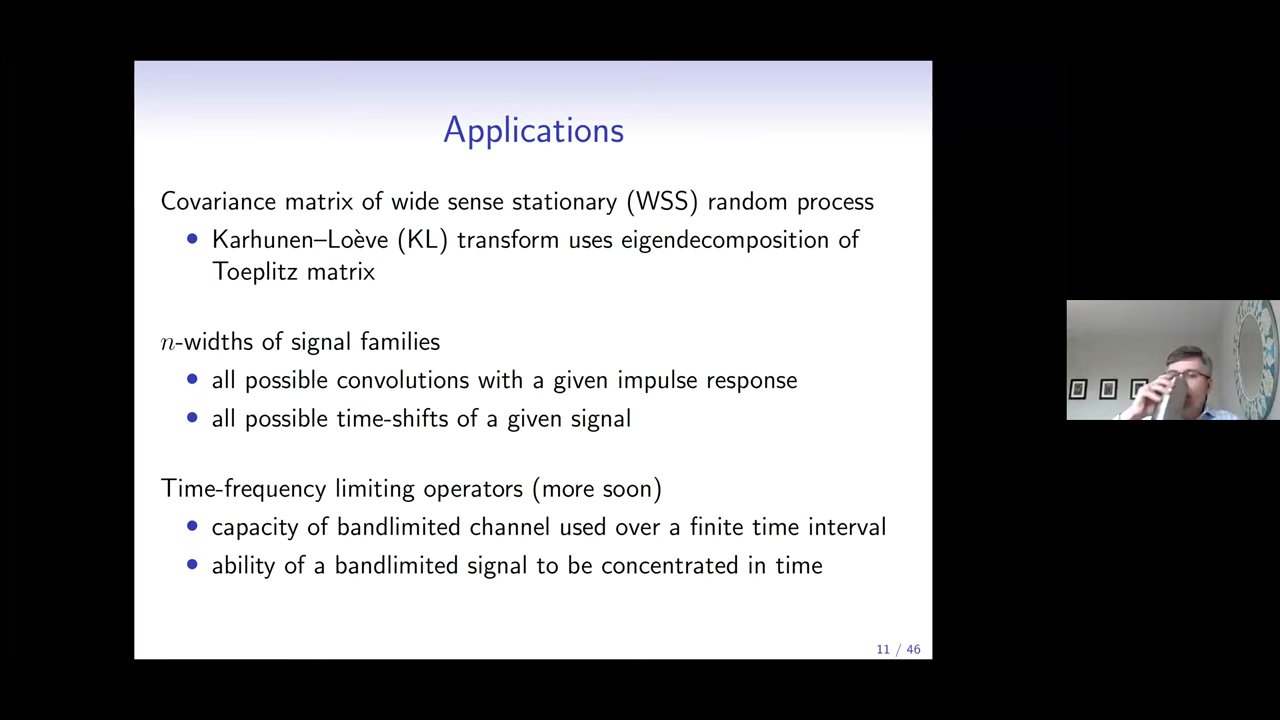 Applications
Covariance matrix of wide sense stationary (WSS) random process
• Karhunen–Loève (KL) transform uses eigendecomposition of
Toeplitz matrix
n-widths of signal families
• all possible convolutions with a given impulse response
• all possible time-shifts of a given signal
Time-frequency limiting operators (more soon)
• capacity of bandlimited channel used over a finite time interval
• ability of a bandlimited signal to be concentrated in time
11 / 46